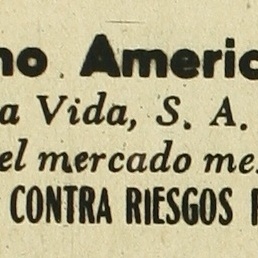 no Americ
a Vida, S. A.
el mercado me
CONTRA RIESGOS